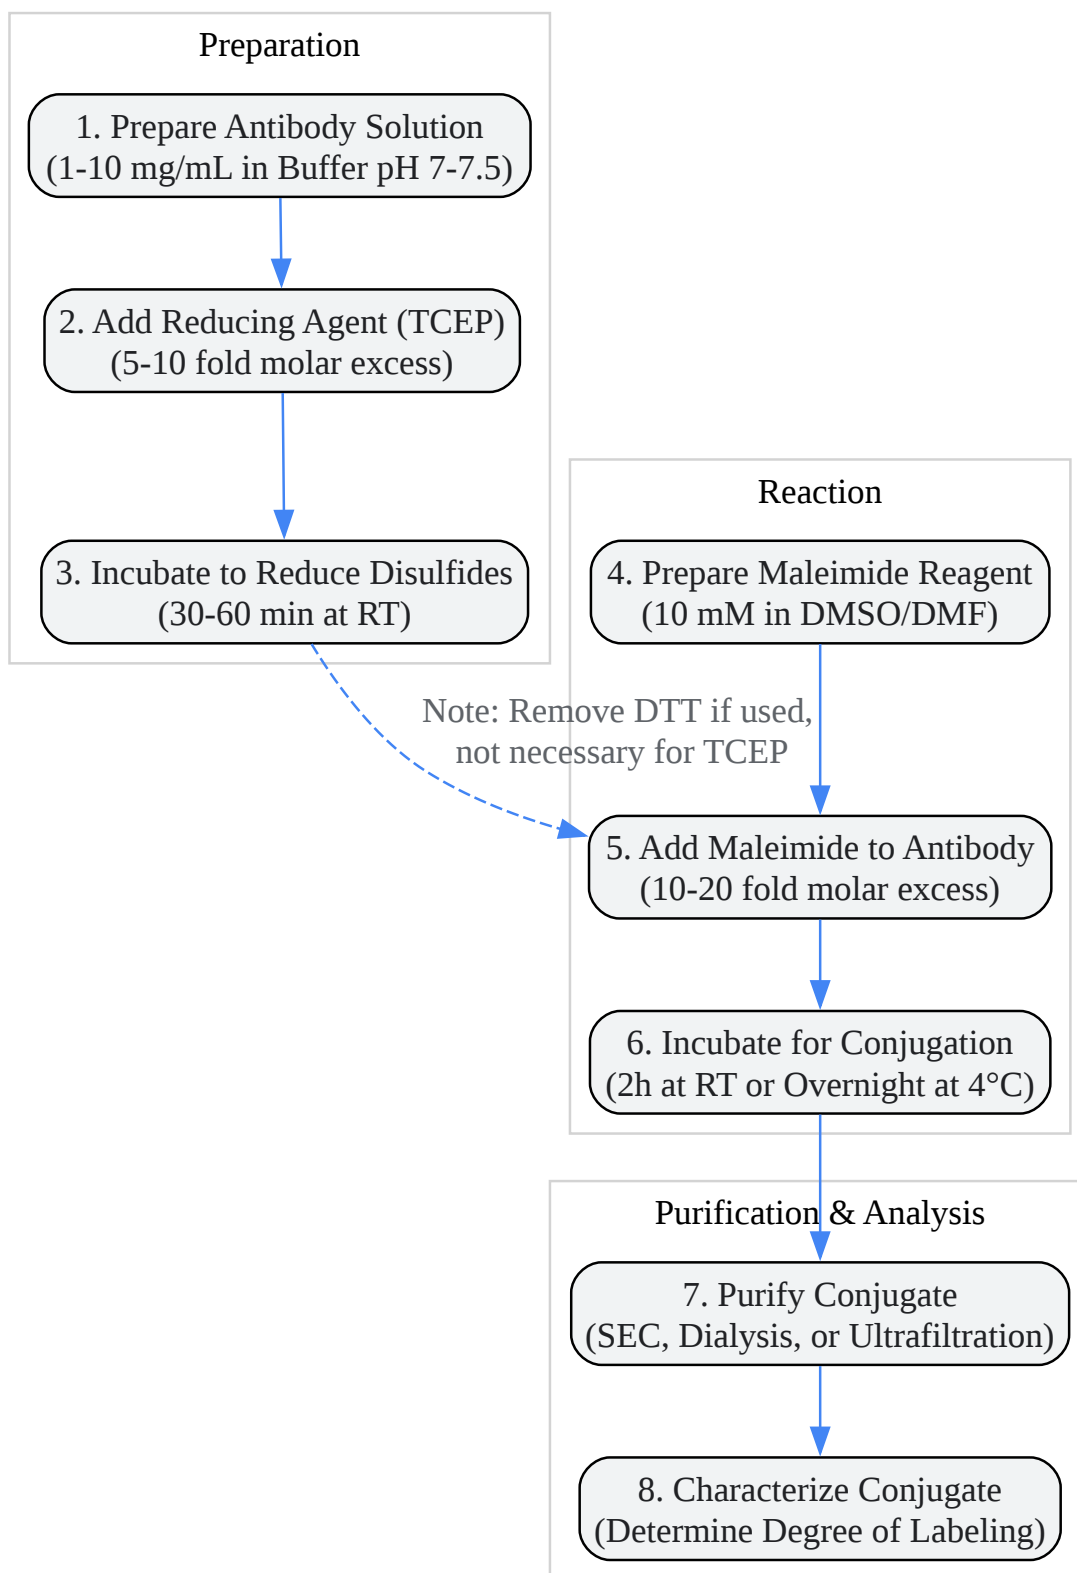 Preparation
1. Prepare Antibody Solution
(1-10 mg/mL in Buffer pH 7-7.5)
2. Add Reducing Agent (TCEP)
(5-10 fold molar excess)
3. Incubate to Reduce Disulfides
(30-60 min at RT)
Reaction
4. Prepare Maleimide Reagent
(10 mM in DMSO/DMF)
Note: Remove DTT if used,
not necessary for TCEP
5. Add Maleimide to Antibody
(10-20 fold molar excess)
6. Incubate for Conjugation
(2h at RT or Overnight at 4°C)
Purification & Analysis
7. Purify Conjugate
(SEC, Dialysis, or Ultrafiltration)
8. Characterize Conjugate
(Determine Degree of Labeling)